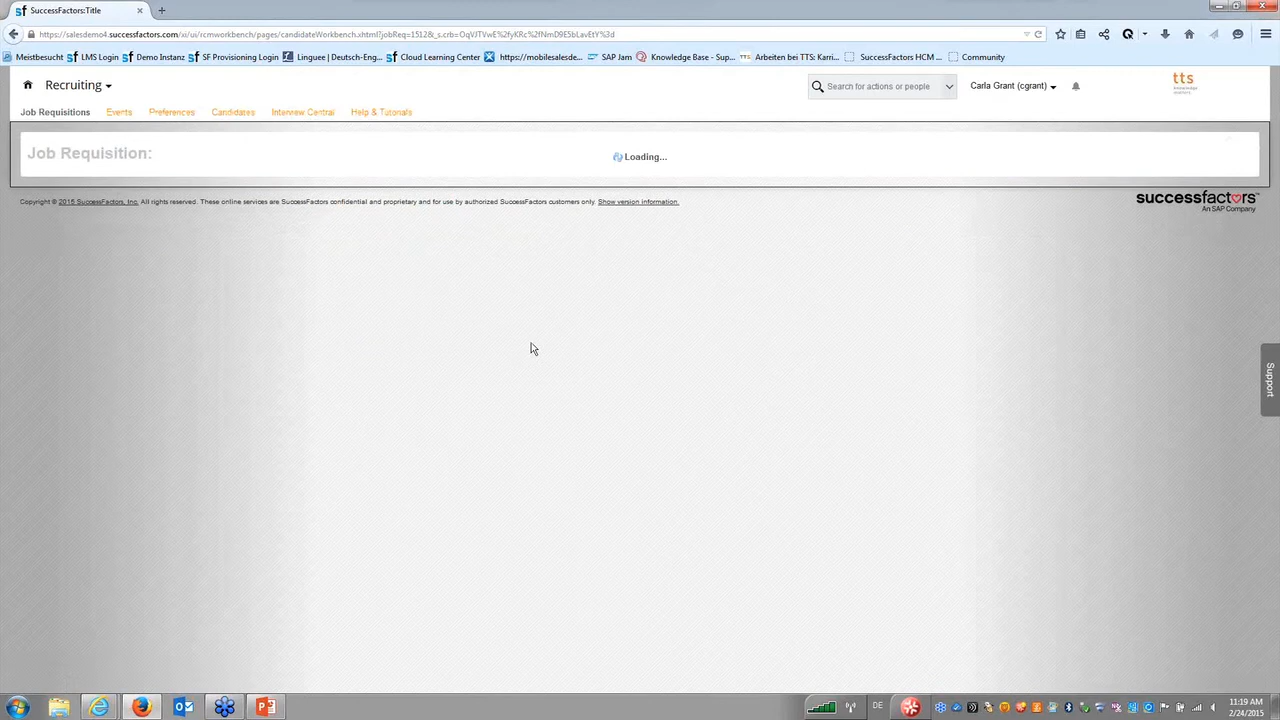 SuccessFactors:Title
https://salesdemo4.successfactors.com/xi/ui/rcmworkbench/pages/candidateWorkbench.xhtml?jobReq=1512&_s.crb=
Meistbesucht
LMS Login
Demo Instanz
SF Provisioning Login
Linguee | Deutsch-Eng...
Cloud Learning Center
https://mobilesalesde...
SAP Jam
Knowledge Base - Sup...
Arbeiten bei TTS: Karri...
SuccessFactors HCM ...
Community
Recruiting
Search for actions or people
Carla Grant (cgrant)
tts
Job Requisitions
Events
Preferences
Candidates
Interview Central
Help & Tutorials
Job Requisition:
Loading...
Copyright © 2015 SuccessFactors, Inc. All rights reserved. These online services are SuccessFactors confidential and proprietary and for use by authorized SuccessFactors customers only. Show version information.
successfactors™
An SAP Company
Support
DE
11:19 AM
2/24/2015